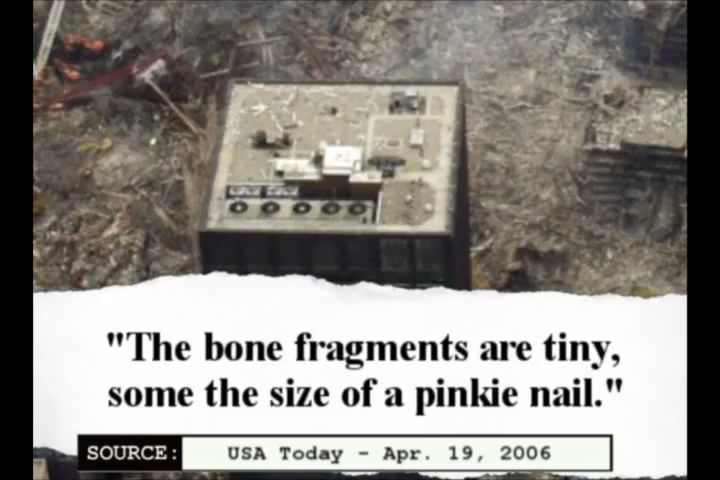 "The bone fragments are tiny,
some the size of a pinkie nail."
SOURCE: USA Today - Apr. 19, 2006